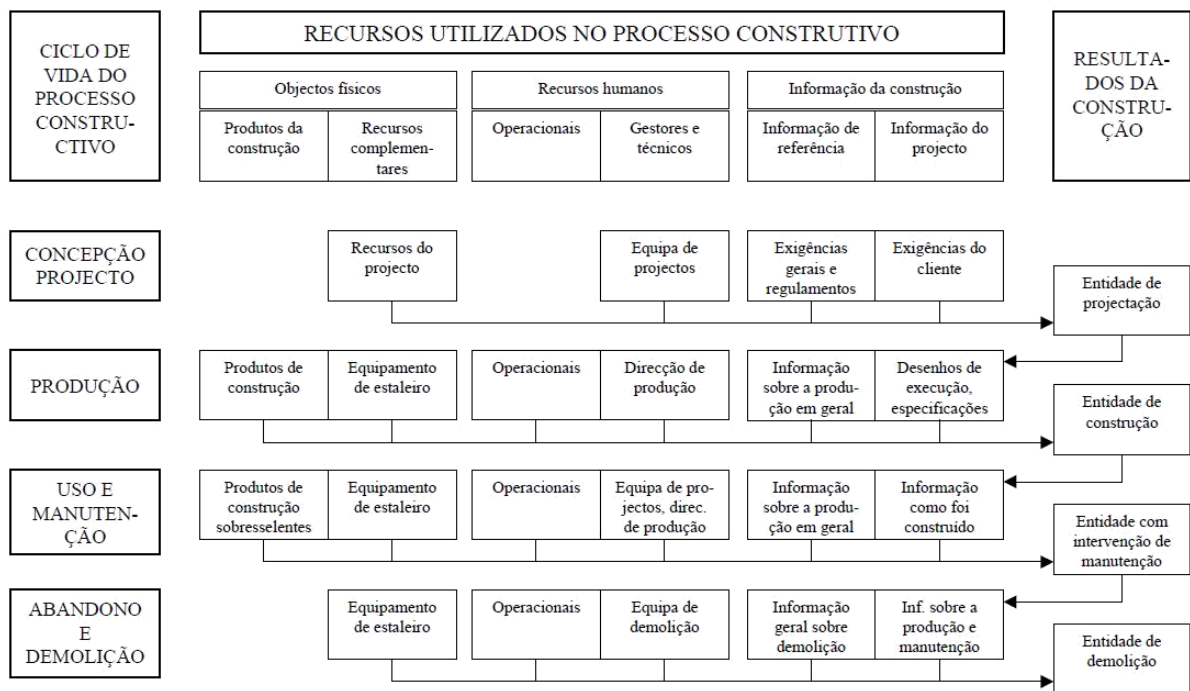 CICLO DE
VIDA DO
PROCESSO
CONSTRU-
CTIVO
RECURSOS UTILIZADOS NO PROCESSO CONSTRUTIVO
RESULTA-
DOS DA
CONSTRU-
ÇÃO
Objectos físicos
Recursos humanos
Informação da construção
Produtos da
construção
Recursos
complemen-
tares
Operacionais
Gestores e
técnicos
Informação de
referência
Informação do
projecto
CONCEPÇÃO
PROJECTO
Recursos do
projecto
Equipa de
projectos
Exigências
gerais e
regulamentos
Exigências do
cliente
Entidade de
projectação
PRODUÇÃO
Produtos de
construção
Equipamento
de estaleiro
Operacionais
Direcção de
produção
Informação
sobre a produ-
ção em geral
Desenhos de
execução,
especificações
Entidade de
construção
USO E
MANUTEN-
ÇÃO
Produtos de
construção
sobresselentes
Equipamento
de estaleiro
Operacionais
Equipa de pro-
jectos, direc.
de produção
Informação
sobre a produ-
ção em geral
Informação
como foi
construído
Entidade com
intervenção de
manutenção
ABANDONO
E
DEMOLIÇÃO
Equipamento
de estaleiro
Operacionais
Equipa de
demolição
Informação
geral sobre
demolição
Inf. sobre a
produção e
manutenção
Entidade de
demolição